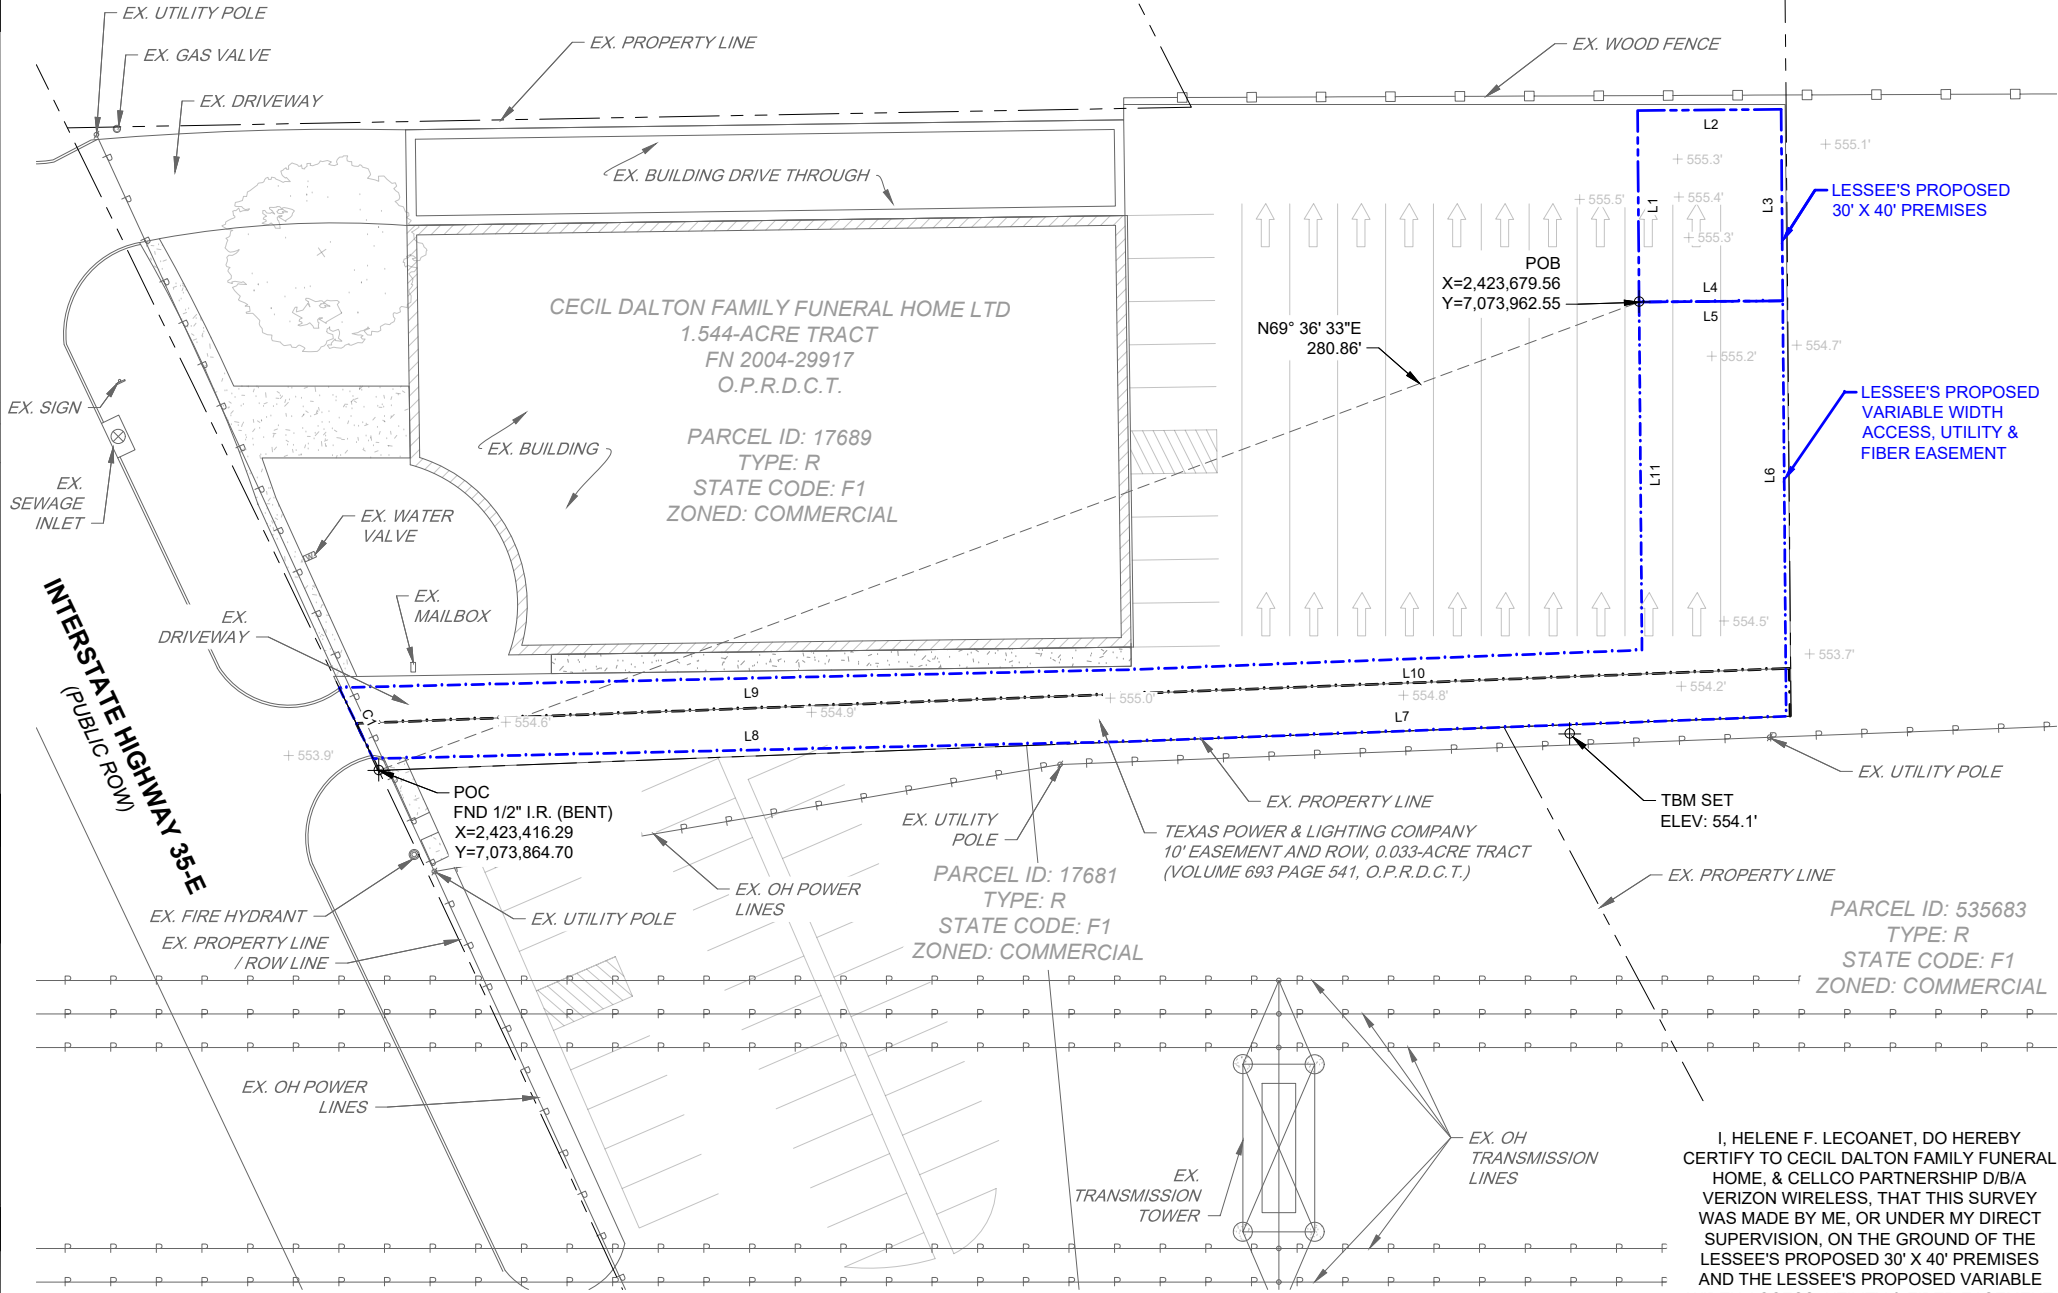 EX. UTILITY POLE
EX. GAS VALVE
EX. DRIVEWAY
EX. PROPERTY LINE
EX. WOOD FENCE
EX. BUILDING DRIVE THROUGH
L2
+ 555.3'
+ 555.1'
+ 555.5'
+ 555.4'
L1
L3
+ 555.3'
LESSEE'S PROPOSED
30' X 40' PREMISES
POB
X=2,423,679.56
Y=7,073,962.55
L4
L5
N69° 36' 33"E
280.86'
+ 555.2'
+ 554.7'
CECIL DALTON FAMILY FUNERAL HOME LTD
1.544-ACRE TRACT
FN 2004-29917
O.P.R.D.C.T.
PARCEL ID: 17689
TYPE: R
STATE CODE: F1
ZONED: COMMERCIAL
EX. BUILDING
LESSEE'S PROPOSED
VARIABLE WIDTH
ACCESS, UTILITY &
FIBER EASEMENT
L11
L6
EX. SIGN
EX.
SEWAGE
INLET
EX. WATER
VALVE
EX.
MAILBOX
EX.
DRIVEWAY
INTERSTATE HIGHWAY 35-E
(PUBLIC ROW)
+ 554.5'
+ 553.7'
L9
L10
C1
+ 554.6'
+ 554.9'
+ 555.0'
+ 554.8'
+ 554.2'
L8
L7
+ 553.9'
POC
FND 1/2" I.R. (BENT)
X=2,423,416.29
Y=7,073,864.70
EX. UTILITY
POLE
EX. PROPERTY LINE
TEXAS POWER & LIGHTING COMPANY
10' EASEMENT AND ROW, 0.033-ACRE TRACT
(VOLUME 693 PAGE 541, O.P.R.D.C.T.)
TBM SET
ELEV: 554.1'
EX. UTILITY POLE
EX. OH POWER
LINES
EX. UTILITY POLE
EX. FIRE HYDRANT
EX. PROPERTY LINE
/ ROW LINE
PARCEL ID: 17681
TYPE: R
STATE CODE: F1
ZONED: COMMERCIAL
EX. PROPERTY LINE
PARCEL ID: 535683
TYPE: R
STATE CODE: F1
ZONED: COMMERCIAL
EX. OH POWER
LINES
EX.
TRANSMISSION
TOWER
EX. OH
TRANSMISSION
LINES
I, HELENE F. LECOANET, DO HEREBY
CERTIFY TO CECIL DALTON FAMILY FUNERAL
HOME, & CELLCO PARTNERSHIP D/B/A
VERIZON WIRELESS, THAT THIS SURVEY
WAS MADE BY ME, OR UNDER MY DIRECT
SUPERVISION, ON THE GROUND OF THE
LESSEE'S PROPOSED 30' X 40' PREMISES
AND THE LESSEE'S PROPOSED VARIABLE